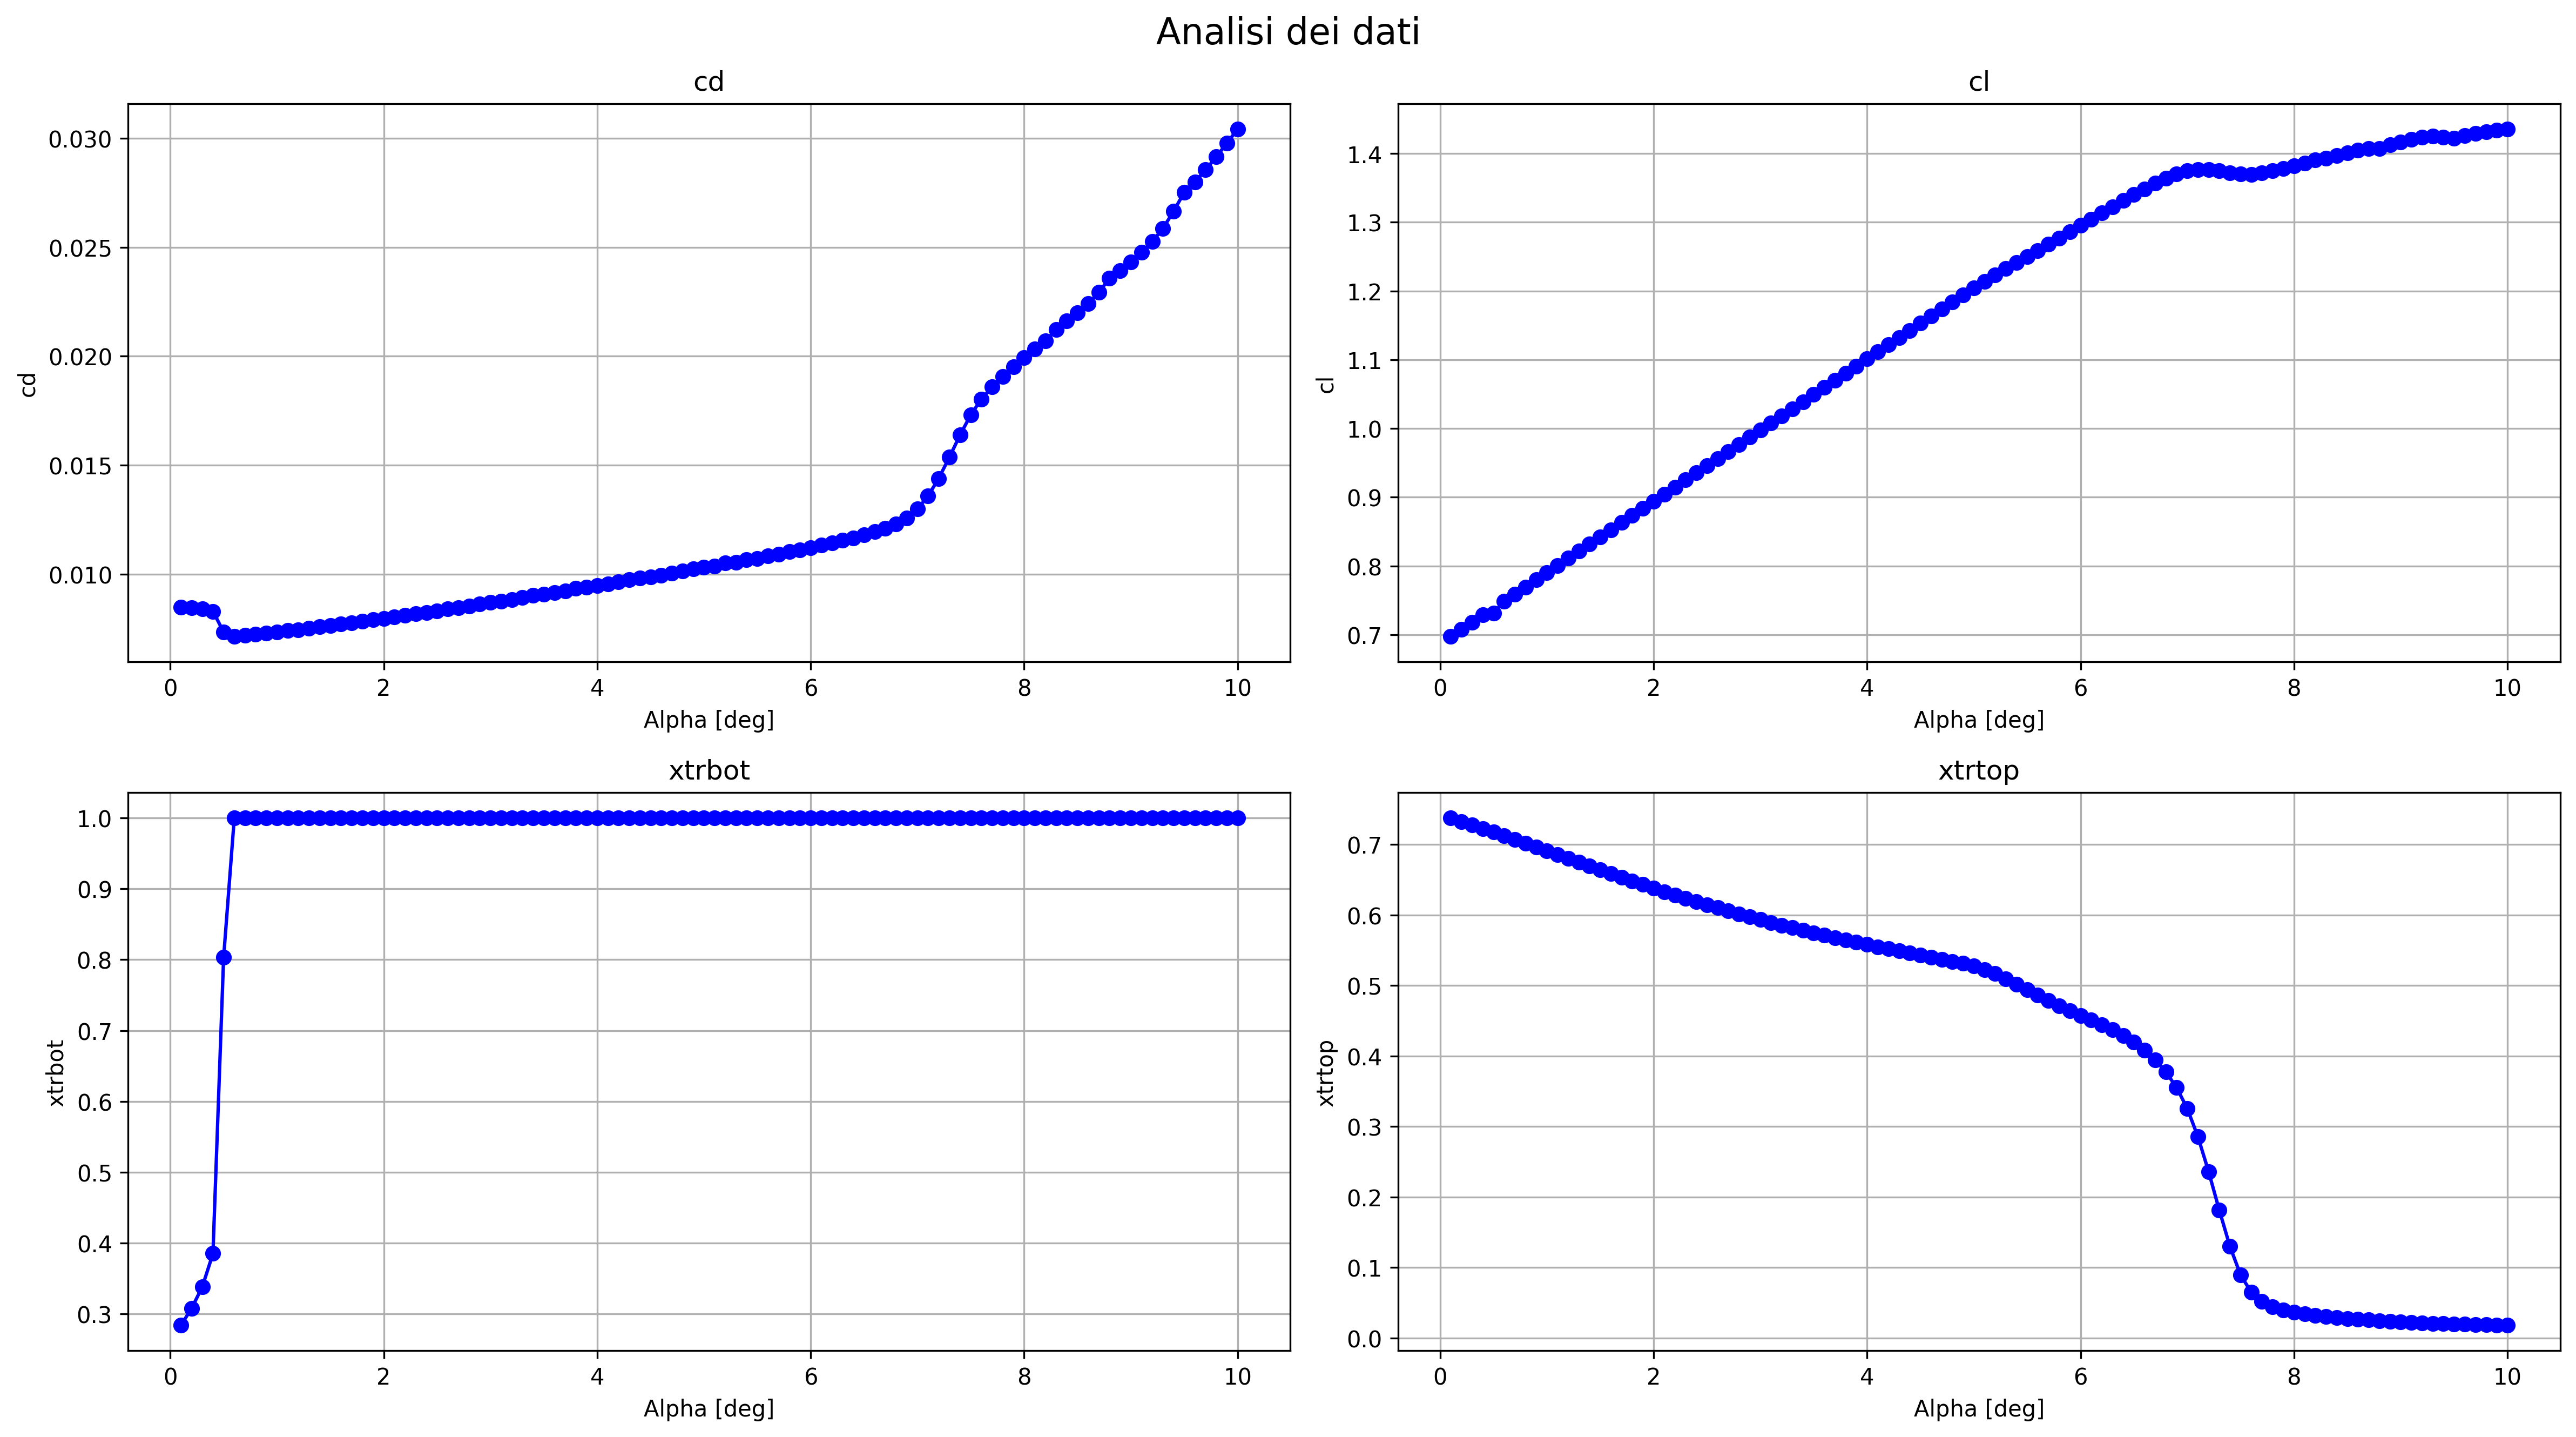 Analisi dei dati
cd
cd
0.030
0.025
0.020
0.015
0.010
0 2 4 6 8 10
Alpha [deg]
cl
cl
1.4
1.3
1.2
1.1
1.0
0.9
0.8
0.7
0 2 4 6 8 10
Alpha [deg]
xtrbot
xtrbot
1.0
0.9
0.8
0.7
0.6
0.5
0.4
0.3
0 2 4 6 8 10
Alpha [deg]
xtrtop
xtrtop
0.7
0.6
0.5
0.4
0.3
0.2
0.1
0.0
0 2 4 6 8 10
Alpha [deg]